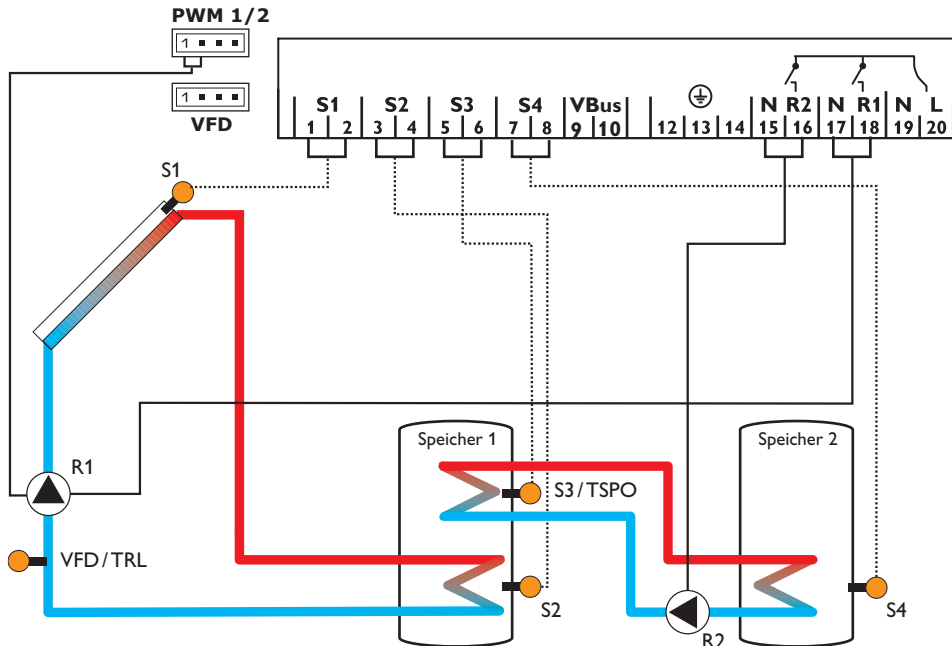 PWM 1/2
1
1
VFD
S1 S2 S3 S4 VBus N R2 N R1 N L
1 2 3 4 5 6 7 8 9 10 12 13 14 15 16 17 18 19 20
S1
Speicher 1
Speicher 2
R1
S3 / TSPO
VFD / TRL
S2
S4
R2